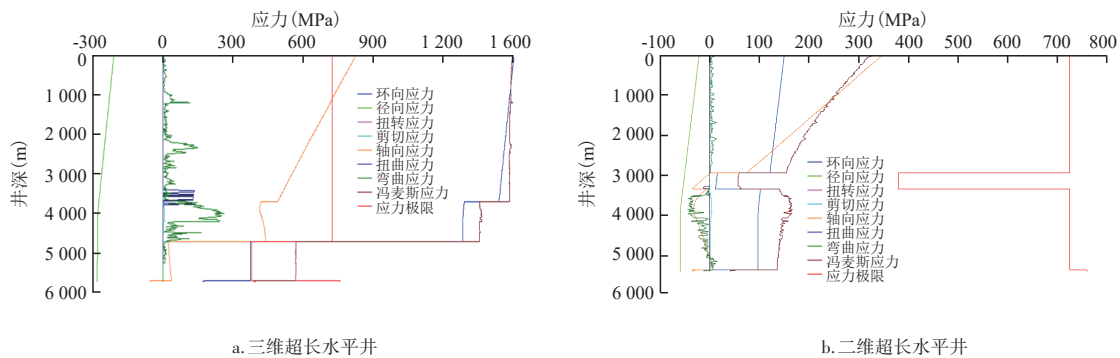 应力(MPa)
-300 0 300 600 900 1 200 1 600
0
1 000
2 000
3 000
4 000
5 000
6 000
井深(m)
环向应力
径向应力
扭转应力
剪切应力
轴向应力
扭曲应力
弯曲应力
冯麦斯应力
应力极限
a.三维超长水平井
应力(MPa)
-100 0 100 200 300 400 500 600 700 800
0
1 000
2 000
3 000
4 000
5 000
6 000
井深(m)
环向应力
径向应力
扭转应力
剪切应力
轴向应力
扭曲应力
弯曲应力
冯麦斯应力
应力极限
b.二维超长水平井